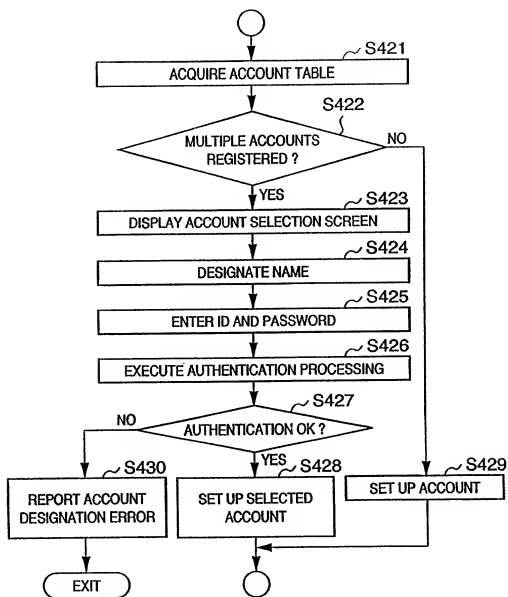 S421
ACQUIRE ACCOUNT TABLE
S422
MULTIPLE ACCOUNTS
REGISTERED ?
NO
YES
S423
DISPLAY ACCOUNT SELECTION SCREEN
S424
DESIGNATE NAME
S425
ENTER ID AND PASSWORD
S426
EXECUTE AUTHENTICATION PROCESSING
S427
AUTHENTICATION OK ?
NO
YES
S430
REPORT ACCOUNT
DESIGNATION ERROR
S428
SET UP SELECTED
ACCOUNT
S429
SET UP ACCOUNT
EXIT